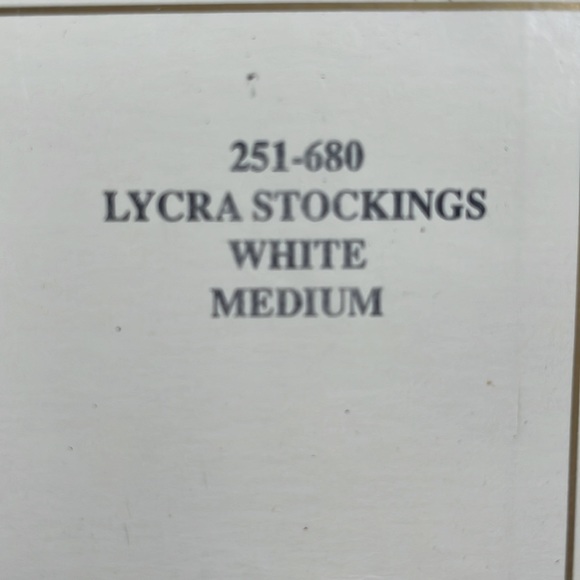 251-680
LYCRA STOCKINGS
WHITE
MEDIUM